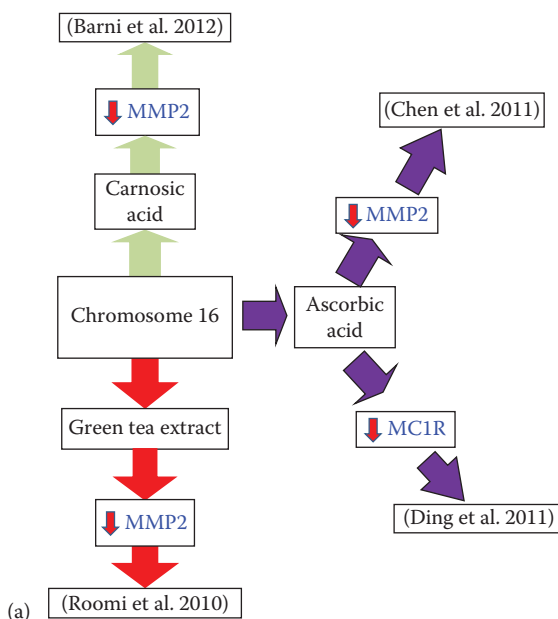 (Barni et al. 2012)
MMP2
Carnosic
acid
Chromosome 16
Green tea extract
MMP2
(Roomi et al. 2010)
(Chen et al. 2011)
MMP2
Ascorbic
acid
MC1R
(Ding et al. 2011)
(a)